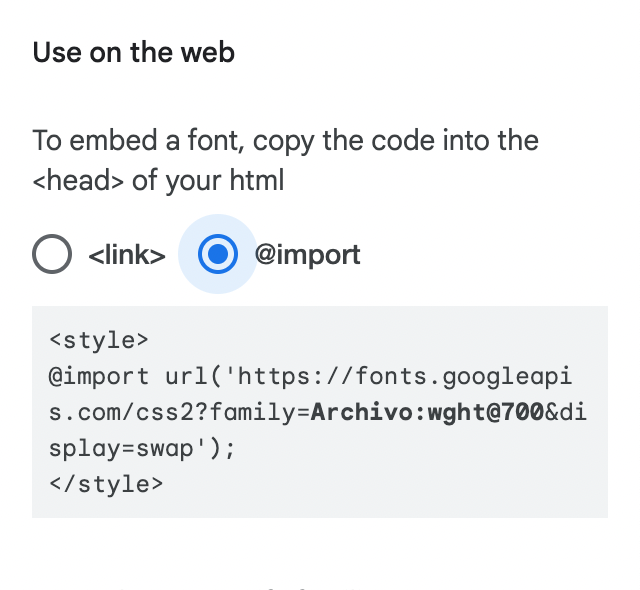 Use on the web
To embed a font, copy the code into the
<head> of your html
<link> @import
<style>
@import url('https://fonts.googleapi
s.com/css2?family=Archivo:wght@700&di
splay=swap');
</style>